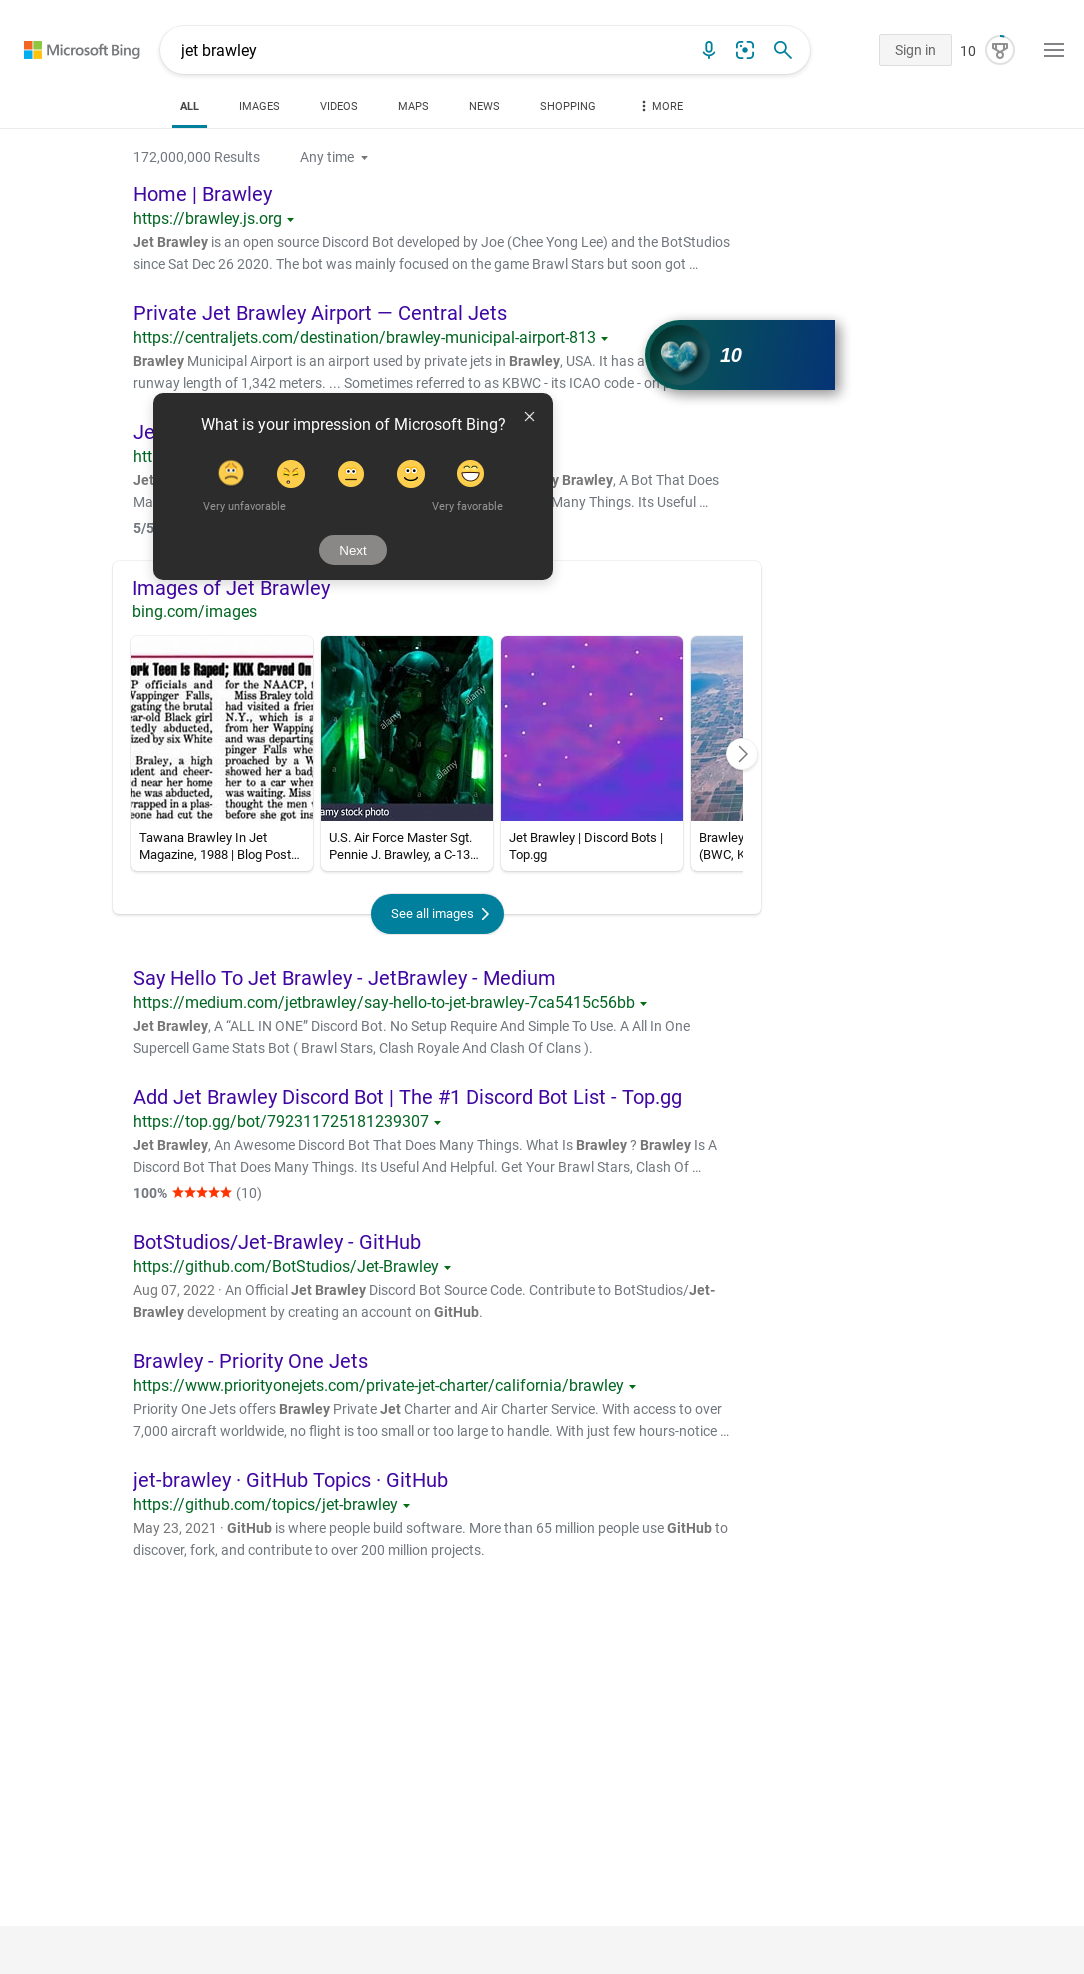 Microsoft Bing
jet brawley
Sign in
10
ALL
IMAGES
VIDEOS
MAPS
NEWS
SHOPPING
MORE
172,000,000 Results
Any time
Home | Brawley
https://brawley.js.org
Jet Brawley is an open source Discord Bot developed by Joe (Chee Yong Lee) and the BotStudios
since Sat Dec 26 2020. The bot was mainly focused on the game Brawl Stars but soon got …
Private Jet Brawley Airport — Central Jets
https://centraljets.com/destination/brawley-municipal-airport-813
Brawley Municipal Airport is an airport used by private jets in Brawley, USA. It has a
runway length of 1,342 meters. ... Sometimes referred to as KBWC - its ICAO code - on
10
Je
htt
Jet
y Brawley, A Bot That Does
Ma
Many Things. Its Useful …
5/5
What is your impression of Microsoft Bing?
Very unfavorable
Very favorable
Next
Images of Jet Brawley
bing.com/images
ork Teen Is Raped; KKK Carved On
P officials and
Wappinger Falls,
gating the brutal
ear-old Black girl
tedly abducted,
ized by six White
Braley, a high
dent and cheer-
d near her home
he was abducted,
wrapped in a plas-
eone had cut the
for the NAACP, t
Miss Braley told
had visited a frie
N.Y., which is a
from her Wapping
and was departing
pinger Falls whe
proached by a W
showed her a bad
her to a car wher
was waiting. Miss
thought the men w
before she got ins
alamy
alamy
alamy
amy stock photo
Tawana Brawley In Jet
Magazine, 1988 | Blog Post…
U.S. Air Force Master Sgt.
Pennie J. Brawley, a C-13…
Jet Brawley | Discord Bots |
Top.gg
Brawley
(BWC, K
See all images
Say Hello To Jet Brawley - JetBrawley - Medium
https://medium.com/jetbrawley/say-hello-to-jet-brawley-7ca5415c56bb
Jet Brawley, A “ALL IN ONE” Discord Bot. No Setup Require And Simple To Use. A All In One
Supercell Game Stats Bot ( Brawl Stars, Clash Royale And Clash Of Clans ).
Add Jet Brawley Discord Bot | The #1 Discord Bot List - Top.gg
https://top.gg/bot/792311725181239307
Jet Brawley, An Awesome Discord Bot That Does Many Things. What Is Brawley ? Brawley Is A
Discord Bot That Does Many Things. Its Useful And Helpful. Get Your Brawl Stars, Clash Of …
100% ★★★★★ (10)
BotStudios/Jet-Brawley - GitHub
https://github.com/BotStudios/Jet-Brawley
Aug 07, 2022 · An Official Jet Brawley Discord Bot Source Code. Contribute to BotStudios/Jet-
Brawley development by creating an account on GitHub.
Brawley - Priority One Jets
https://www.priorityonejets.com/private-jet-charter/california/brawley
Priority One Jets offers Brawley Private Jet Charter and Air Charter Service. With access to over
7,000 aircraft worldwide, no flight is too small or too large to handle. With just few hours-notice …
jet-brawley · GitHub Topics · GitHub
https://github.com/topics/jet-brawley
May 23, 2021 · GitHub is where people build software. More than 65 million people use GitHub to
discover, fork, and contribute to over 200 million projects.